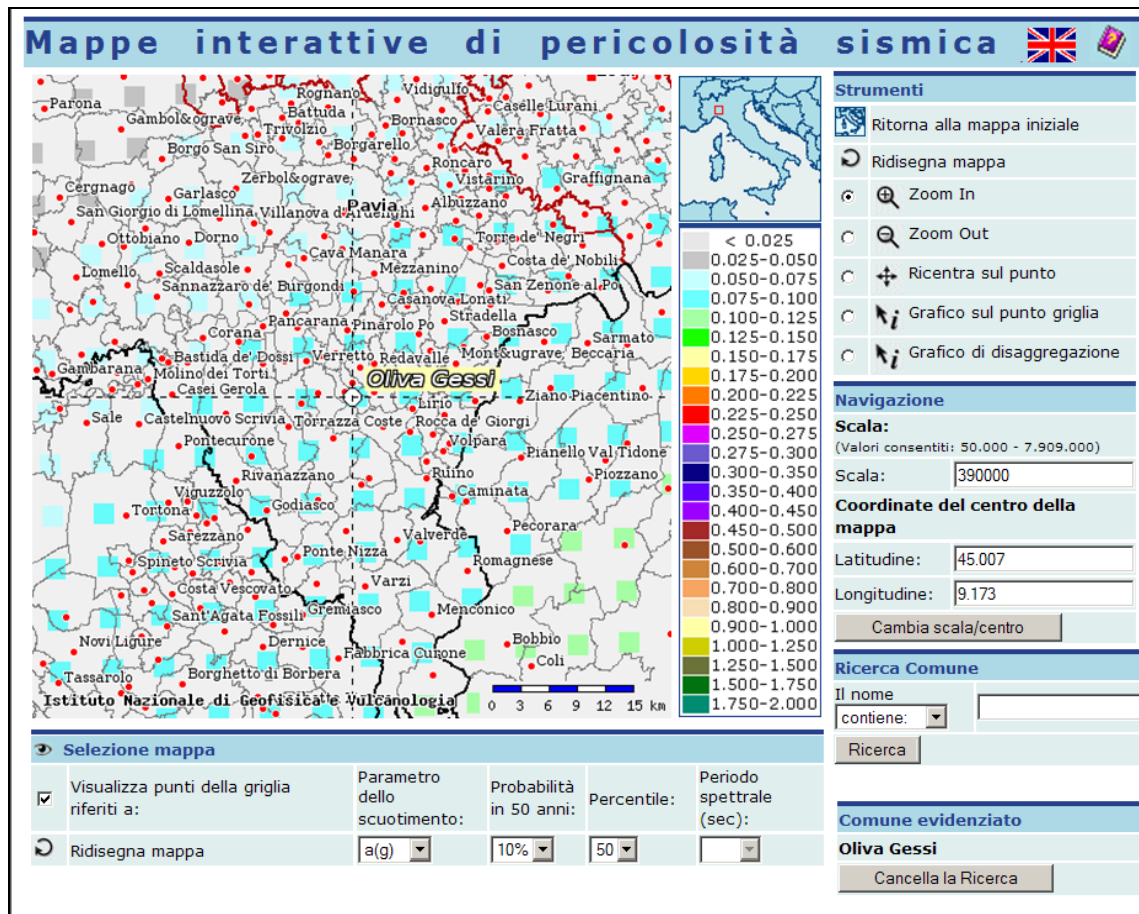 Mappe interattive di pericolosità sismica
Parona
Rognano
Vidigulfo
Gambol&ograve,
Battuda
Bornasco
Caselle Lurani
Trivolzio
Valera Fratta
Borgo San Siro
Borgarello
Roncaro
Cergnago
Garlasco
Zerbol&ograve,
Vistarino
Graffignana
San Giorgio di Lomellina
Villanova d'Ardenghi
Pavia
Albuzzano
Ottobiano
Dorno
Torre de' Negri
Cava Manara
Costa de' Nobili
Lomello
Scaldasole
Mezzanino
Sannazzaro de' Burgondi
San Zenone al Po
Casanova Lonati
Stradella
Corana
Pancarana
Pinarolo Po
Bosnasco
Sarmato
Bastida de' Dossi
Verretto
Redavalle
Mont&ugrave, Beccaria
Gambarana
Molino dei Torti
Casei Gerola
Oliva Gessi
Ziano Piacentino
Lirio
Sale
Castelnuovo Scrivia
Torrazza Coste
Rocca de' Giorgi
Pontecurone
Volpara
Pianello Val Tidone
Rivanazzano
Ruino
Piozzano
Viguzzolo
Caminata
Tortona
Godiasco
Sarezzano
Valverde
Pecorara
Spineto Scrivia
Ponte Nizza
Romagnese
Costa Vescovato
Varzi
Sant'Agata Fossili
Gremiasco
Menconico
Novi Ligure
Dernice
Bobbio
Fabbrica Curone
Coli
Tassarolo
Borghetto di Borbera
Istituto Nazionale di Geofisica e Vulcanologia
0 3 6 9 12 15 km
< 0.025
0.025-0.050
0.050-0.075
0.075-0.100
0.100-0.125
0.125-0.150
0.150-0.175
0.175-0.200
0.200-0.225
0.225-0.250
0.250-0.275
0.275-0.300
0.300-0.350
0.350-0.400
0.400-0.450
0.450-0.500
0.500-0.600
0.600-0.700
0.700-0.800
0.800-0.900
0.900-1.000
1.000-1.250
1.250-1.500
1.500-1.750
1.750-2.000
Strumenti
Ritorna alla mappa iniziale
Ridisegna mappa
Zoom In
Zoom Out
Ricentra sul punto
Grafico sul punto griglia
Grafico di disaggregazione
Navigazione
Scala:
(Valori consentiti: 50.000 - 7.909.000)
Scala: 390000
Coordinate del centro della
mappa
Latitudine: 45.007
Longitudine: 9.173
Cambia scala/centro
Ricerca Comune
Il nome
contiene:
Ricerca
Comune evidenziato
Oliva Gessi
Cancella la Ricerca
Selezione mappa
Visualizza punti della griglia
riferiti a:
Parametro
dello
scuotimento:
Probabilità
in 50 anni:
Percentile:
Periodo
spettrale
(sec):
Ridisegna mappa
a(g)
10%
50